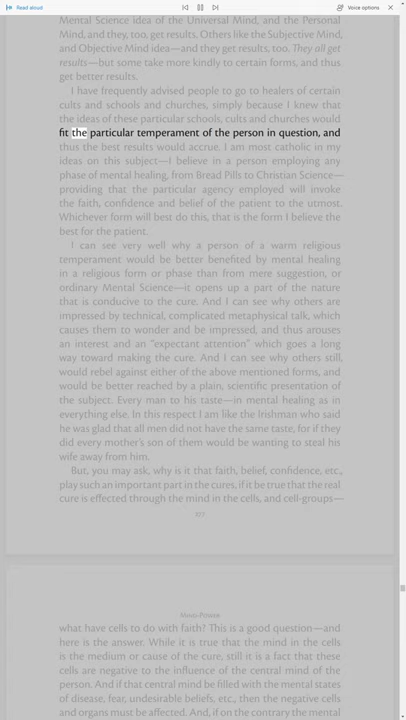 Read aloud
Voice options
Mental Science idea of the Universal Mind, and the Personal
Mind, and they, too, get results. Others like the Subjective Mind,
and Objective Mind idea—and they get results, too. They all get
results—but some take more kindly to certain forms, and thus
get better results.
I have frequently advised people to go to healers of certain
cults and schools and churches, simply because I knew that
the ideas of these particular schools, cults and churches would
fit the particular temperament of the person in question, and
thus the best results would accrue. I am most catholic in my
ideas on this subject—I believe in a person employing any
phase of mental healing, from Bread Pills to Christian Science—
providing that the particular agency employed will invoke
the faith, confidence and belief of the patient to the utmost.
Whichever form will best do this, that is the form I believe the
best for the patient.
I can see very well why a person of a warm religious
temperament would be better benefited by mental healing
in a religious form or phase than from mere suggestion, or
ordinary Mental Science—it opens up a part of the nature
that is conducive to the cure. And I can see why others are
impressed by technical, complicated metaphysical talk, which
causes them to wonder and be impressed, and thus arouses
an interest and an "expectant attention" which goes a long
way toward making the cure. And I can see why others still,
would rebel against either of the above mentioned forms, and
would be better reached by a plain, scientific presentation of
the subject. Every man to his taste—in mental healing as in
everything else. In this respect I am like the Irishman who said
he was glad that all men did not have the same taste, for if they
did every mother's son of them would be wanting to steal his
wife away from him.
But, you may ask, why is it that faith, belief, confidence, etc.,
play such an important part in the cures, if it be true that the real
cure is effected through the mind in the cells, and cell-groups—
107
Mind-Power
what have cells to do with faith? This is a good question—and
here is the answer. While it is true that the mind in the cells
is the medium or cause of the cure, still it is a fact that these
cells are negative to the influence of the central mind of the
person. And if that central mind be filled with the mental states
of disease, fear, undesirable beliefs, etc., then the negative cells
and organs must be affected. And, if on the contrary the mental